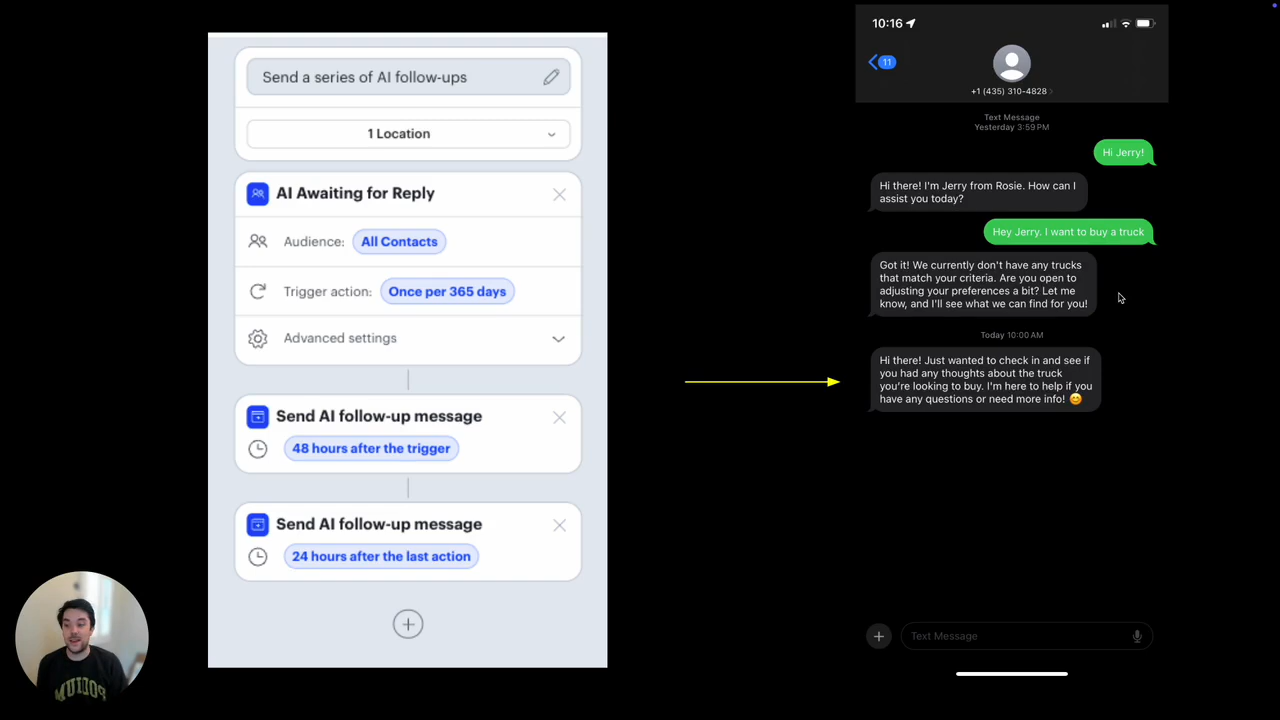 Send a series of AI follow-ups
1 Location
AI Awaiting for Reply
Audience: All Contacts
Trigger action: Once per 365 days
Advanced settings
Send AI follow-up message
48 hours after the trigger
Send AI follow-up message
24 hours after the last action
PODIUM
10:16
11
+1 (435) 310-4828
Text Message
Yesterday 3:59 PM
Hi Jerry!
Hi there! I'm Jerry from Rosie. How can I
assist you today?
Hey Jerry. I want to buy a truck
Got it! We currently don't have any trucks
that match your criteria. Are you open to
adjusting your preferences a bit? Let me
know, and I'll see what we can find for you!
Today 10:00 AM
Hi there! Just wanted to check in and see if
you had any thoughts about the truck
you're looking to buy. I'm here to help if you
have any questions or need more info! 😊
Text Message